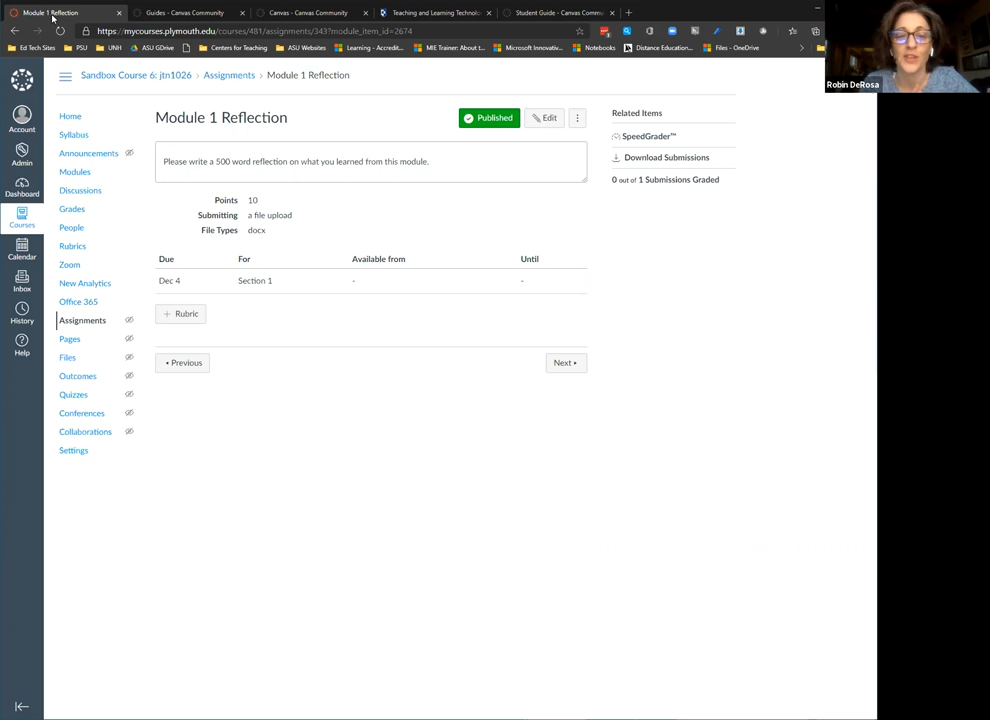 Module 1 Reflection
Guides - Canvas Community
Canvas - Canvas Community
Teaching and Learning Technolo
Student Guide - Canvas Commu
https://mycourses.plymouth.edu/courses/481/assignments/343?module_item_id=2674
Ed Tech Sites
PSU
UNH
ASU GDrive
Centers for Teaching
ASU Websites
Learning - Accredit...
MIE Trainer: About t...
Microsoft Innovativ...
Notebooks
Distance Education...
Files - OneDrive
Robin DeRosa
Sandbox Course 6: jtn1026 › Assignments › Module 1 Reflection
Account
Admin
Dashboard
Courses
Calendar
Inbox
History
Help
Home
Syllabus
Announcements
Modules
Discussions
Grades
People
Rubrics
Zoom
New Analytics
Office 365
Assignments
Pages
Files
Outcomes
Quizzes
Conferences
Collaborations
Settings
Module 1 Reflection
Published
Edit
Please write a 500 word reflection on what you learned from this module.
Points 10
Submitting a file upload
File Types docx
Due For Available from Until
Dec 4 Section 1 - -
+ Rubric
Previous
Next
Related Items
SpeedGrader™
Download Submissions
0 out of 1 Submissions Graded